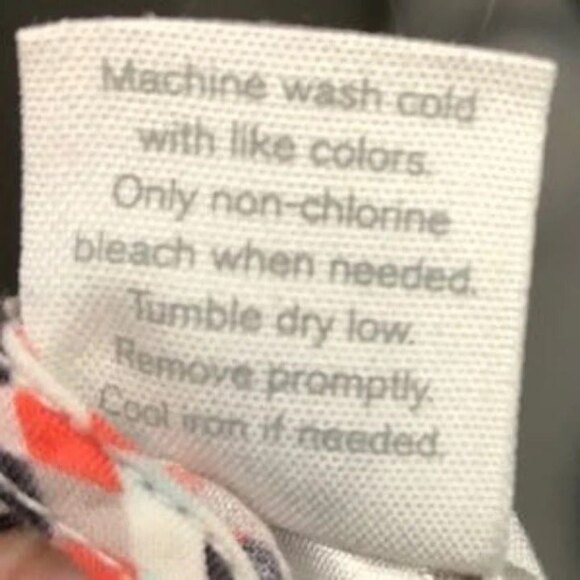 Machine wash cold
with like colors.
Only non-chlorine
bleach when needed.
Tumble dry low.
Remove promptly.
Cool iron if needed.